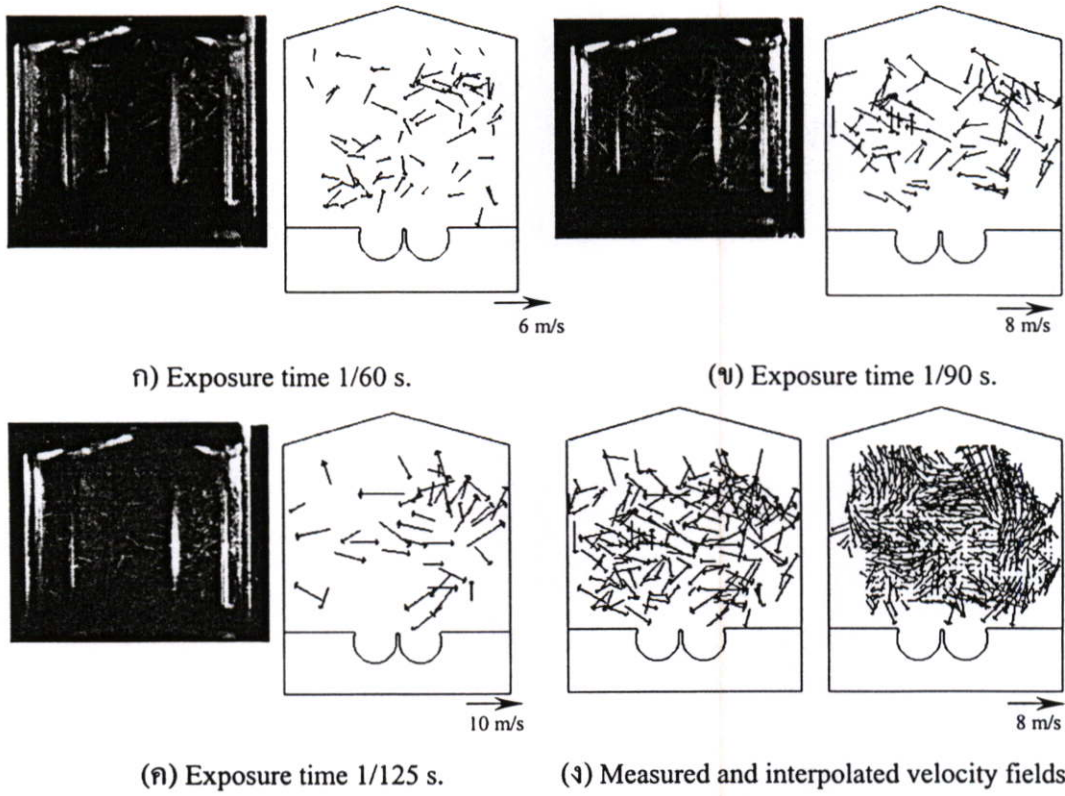 6 m/s
8 m/s
ก) Exposure time 1/60 s.
(ข) Exposure time 1/90 s.
10 m/s
8 m/s
(ค) Exposure time 1/125 s.
(ง) Measured and interpolated velocity fields